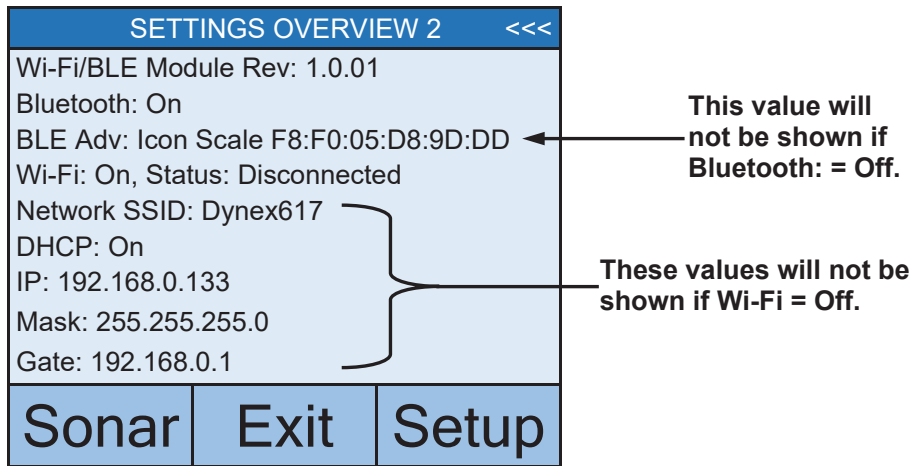 SETTINGS OVERVIEW 2 <<<
Wi-Fi/BLE Module Rev: 1.0.01
Bluetooth: On
BLE Adv: Icon Scale F8:F0:05:D8:9D:DD
Wi-Fi: On, Status: Disconnected
Network SSID: Dynex617
DHCP: On
IP: 192.168.0.133
Mask: 255.255.255.0
Gate: 192.168.0.1
Sonar Exit Setup
This value will
not be shown if
Bluetooth: = Off.
These values will not be
shown if Wi-Fi = Off.